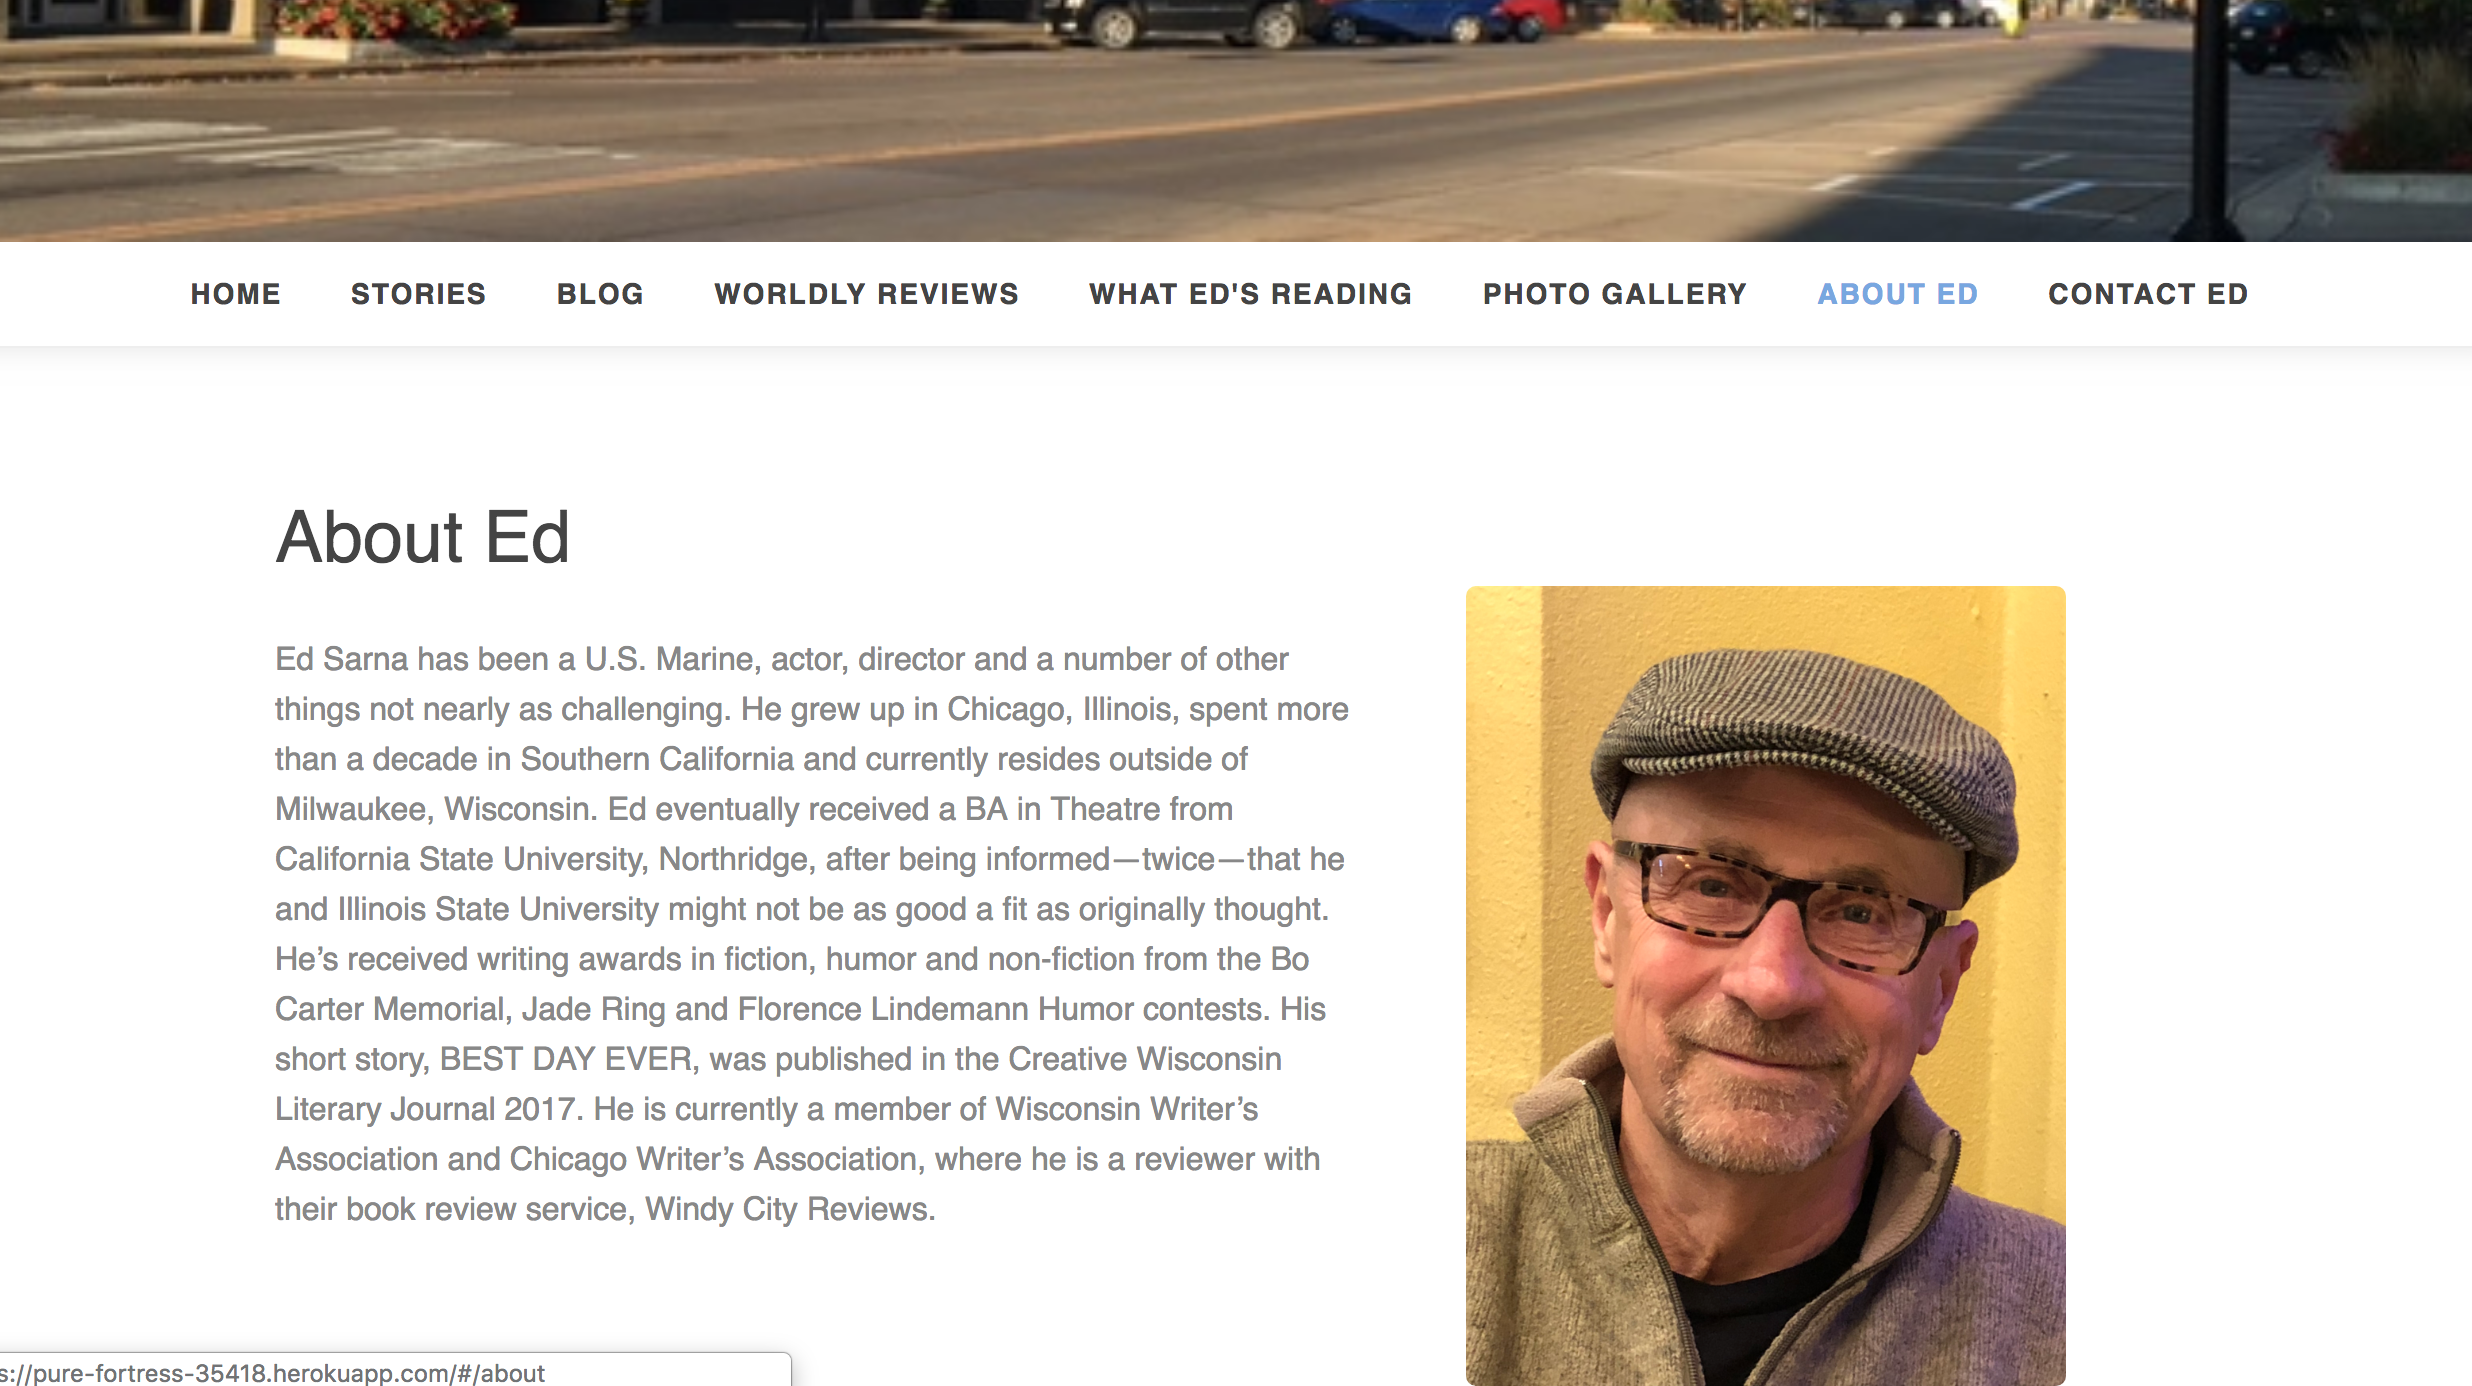 HOME STORIES BLOG WORLDLY REVIEWS WHAT ED'S READING PHOTO GALLERY ABOUT ED CONTACT ED
About Ed
Ed Sarna has been a U.S. Marine, actor, director and a number of other
things not nearly as challenging. He grew up in Chicago, Illinois, spent more
than a decade in Southern California and currently resides outside of
Milwaukee, Wisconsin. Ed eventually received a BA in Theatre from
California State University, Northridge, after being informed—twice—that he
and Illinois State University might not be as good a fit as originally thought.
He’s received writing awards in fiction, humor and non-fiction from the Bo
Carter Memorial, Jade Ring and Florence Lindemann Humor contests. His
short story, BEST DAY EVER, was published in the Creative Wisconsin
Literary Journal 2017. He is currently a member of Wisconsin Writer’s
Association and Chicago Writer’s Association, where he is a reviewer with
their book review service, Windy City Reviews.
s://pure-fortress-35418.herokuapp.com/#/about